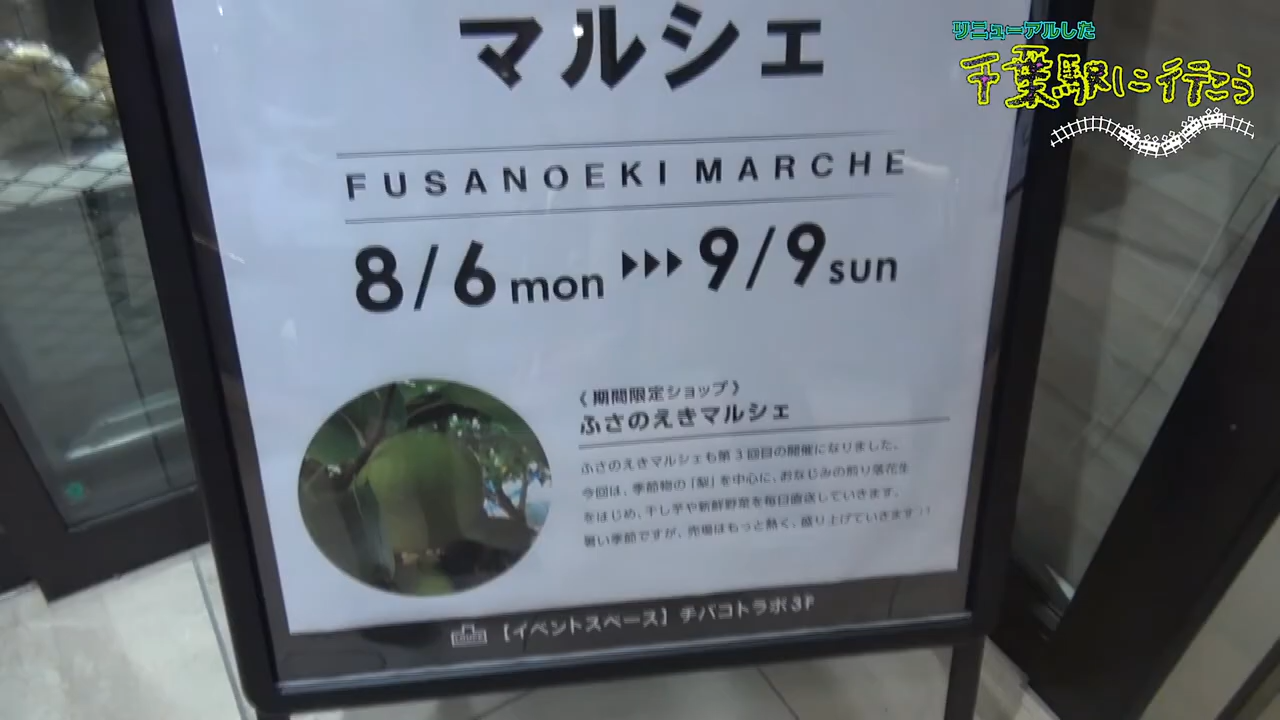 リニューアルした
千葉駅に行こう
マルシェ
FUSANOEKI MARCHE
8/6 mon ▶▶▶ 9/9 sun
〈期間限定ショップ〉
ふさのえきマルシェ
ふさのえきマルシェも第3回目の開催になりました。
今回は、季節物の「梨」を中心に、おなじみの煎り落花生
をはじめ、干し芋や新鮮野菜を毎日直送していきます。
暑い季節ですが、売場はもっと熱く、盛り上げていきます
【イベントスペース】チバコトラボ3F